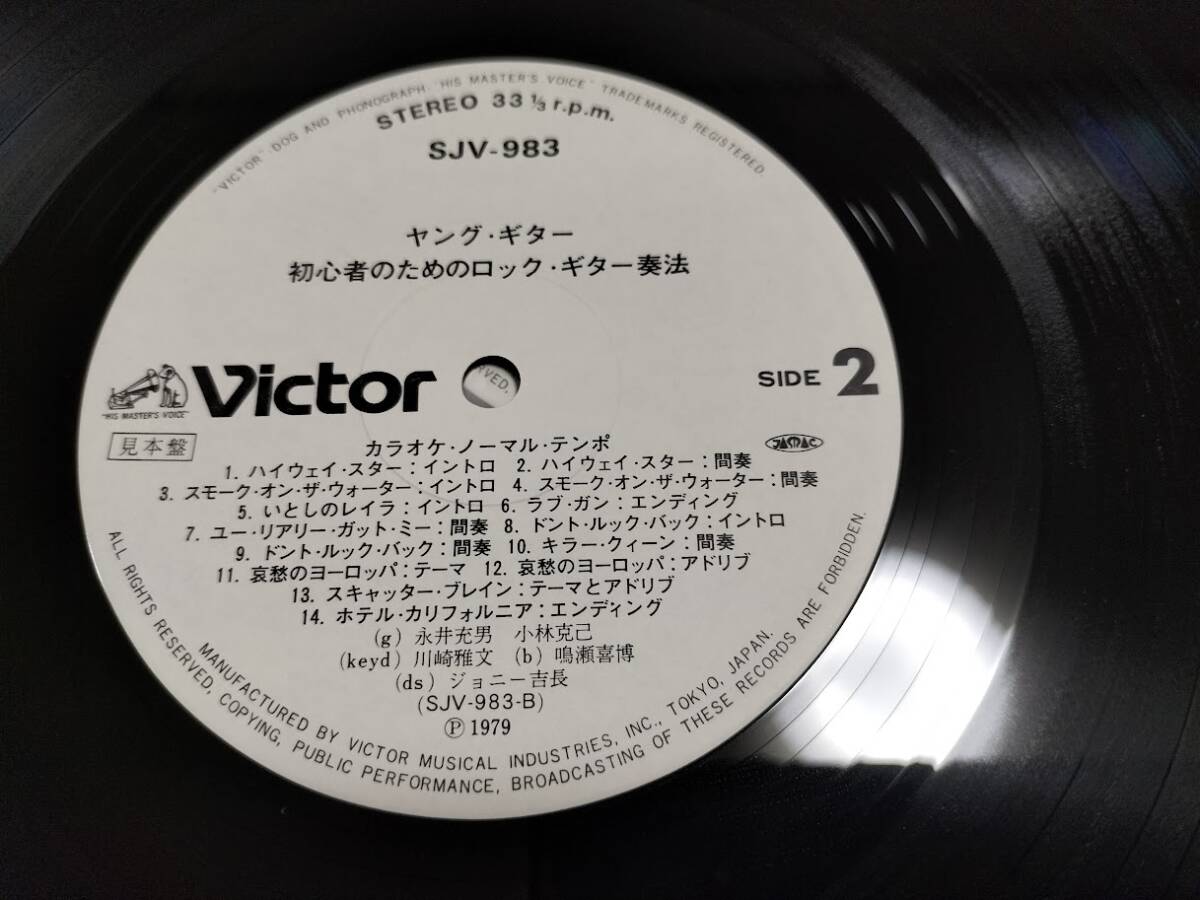 "VICTOR" "DOG AND PHONOGRAPH" "HIS MASTER'S VOICE" TRADEMARKS REGISTERED.
STEREO 33 1/3 r.p.m.
SJV-983
ヤング・ギター
初心者のためのロック・ギター奏法
"HIS MASTER'S VOICE"
Victor
RVED.
SIDE 2
見本盤
JASRAC
カラオケ・ノーマル・テンポ
1. ハイウェイ・スター:イントロ 2. ハイウェイ・スター:間奏
3. スモーク・オン・ザ・ウォーター:イントロ 4. スモーク・オン・ザ・ウォーター:間奏
5. いとしのレイラ:イントロ 6. ラブ・ガン:エンディング
7. ユー・リアリー・ガット・ミー:間奏 8. ドント・ルック・バック:イントロ
9. ドント・ルック・バック:間奏 10. キラー・クィーン:間奏
11. 哀愁のヨーロッパ:テーマ 12. 哀愁のヨーロッパ:アドリブ
13. スキャッター・ブレイン:テーマとアドリブ
14. ホテル・カリフォルニア:エンディング
(g) 永井充男 小林克己
(keyd) 川崎雅文 (b) 鳴瀬喜博
(ds) ジョニー吉長
(SJV-983-B)
Ⓟ 1979
MANUFACTURED BY VICTOR MUSICAL INDUSTRIES, INC., TOKYO, JAPAN.
ALL RIGHTS RESERVED, COPYING, PUBLIC PERFORMANCE, BROADCASTING OF THESE RECORDS ARE FORBIDDEN.